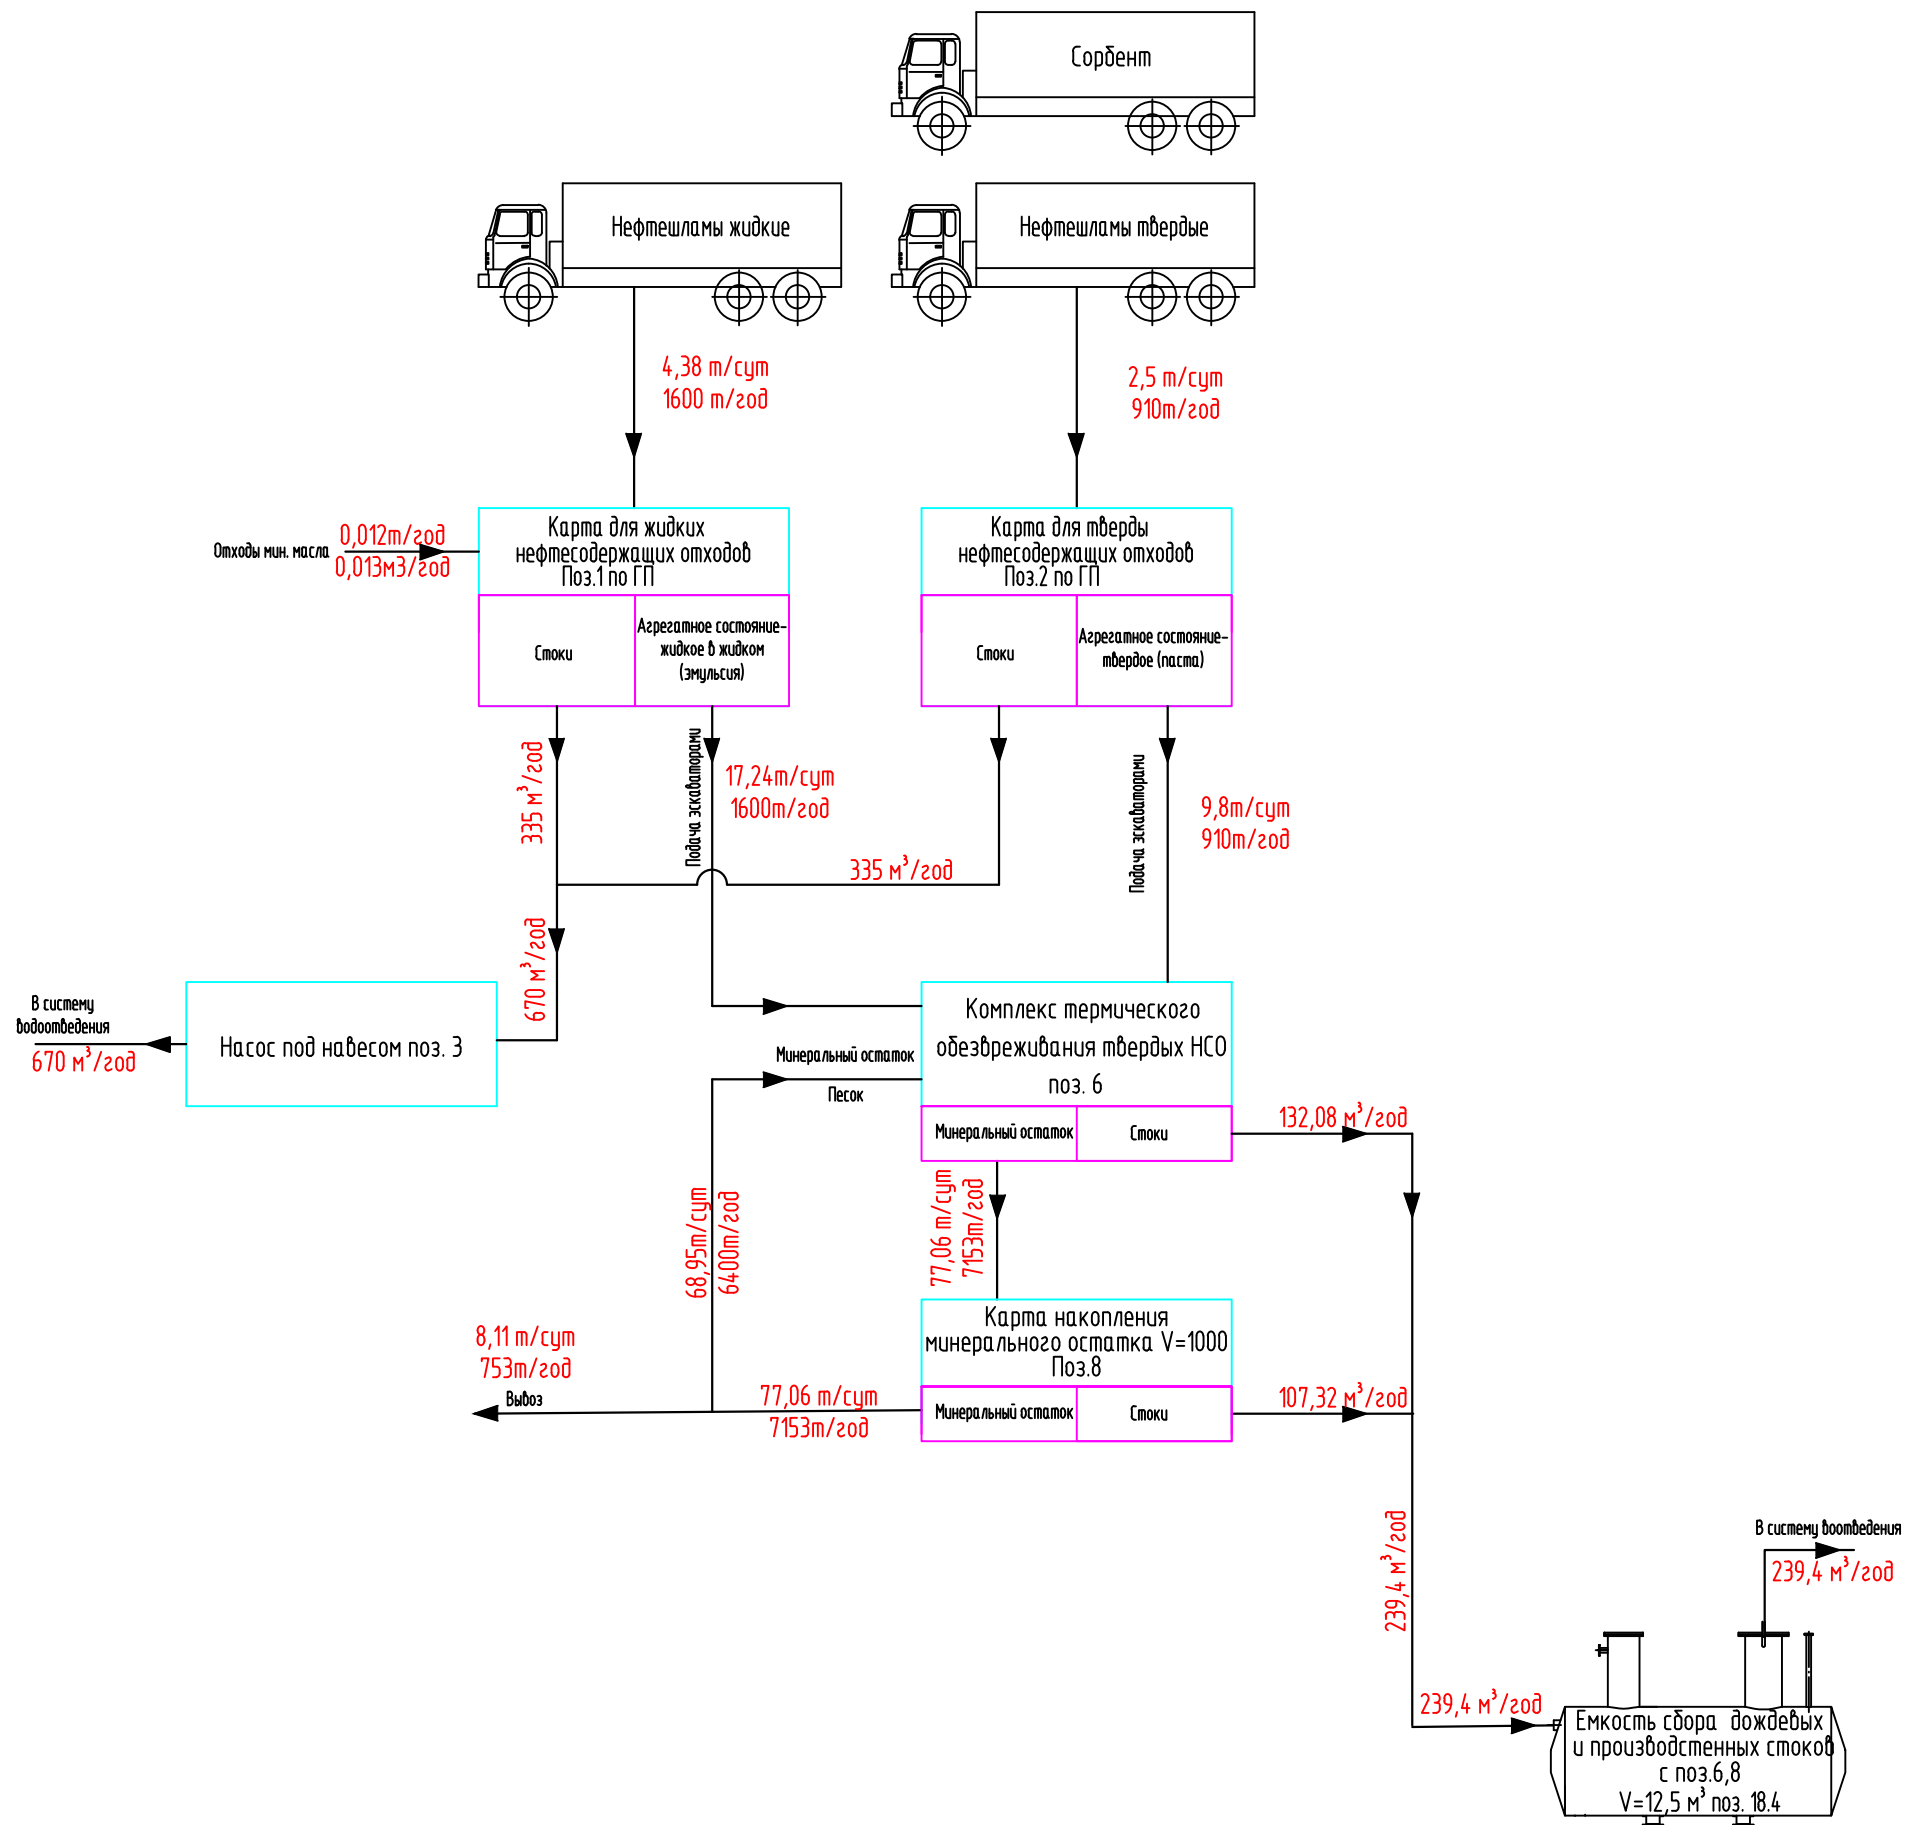 Сорбент
Нефтешламы жидкие
Нефтешламы твердые
4,38 т/сут
1600 т/год
2,5 т/сут
910т/год
Отходы мин. масла
0,012т/год
0,013м3/год
Карта для жидких
нефтесодержащих отходов
Поз.1 по ГП
Карта для тверды
нефтесодержащих отходов
Поз.2 по ГП
Стоки
Агрегатное состояние-
жидкое в жидком
(эмульсия)
Стоки
Агрегатное состояние-
твердое (паста)
335 м³/год
Подача эскаваторами
17,24т/сут
1600т/год
335 м³/год
Подача эскаваторами
9,8т/сут
910т/год
670 м³/год
В систему
водоотведения
670 м³/год
Насос под навесом поз. 3
Комплекс термического
обезвреживания твердых НСО
поз. 6
Минеральный остаток
Песок
Минеральный остаток
Стоки
132,08 м³/год
68,95т/сут
6400т/год
77,06 т/сут
7153т/год
Карта накопления
минерального остатка V=1000
Поз.8
8,11 т/сут
753т/год
Вывоз
77,06 т/сут
7153т/год
Минеральный остаток
Стоки
107,32 м³/год
239,4 м³/год
В систему воотведения
239,4 м³/год
239,4 м³/год
Емкость сбора дождевых
и производстенных стоков
с поз.6,8
V=12,5 м³ поз. 18.4